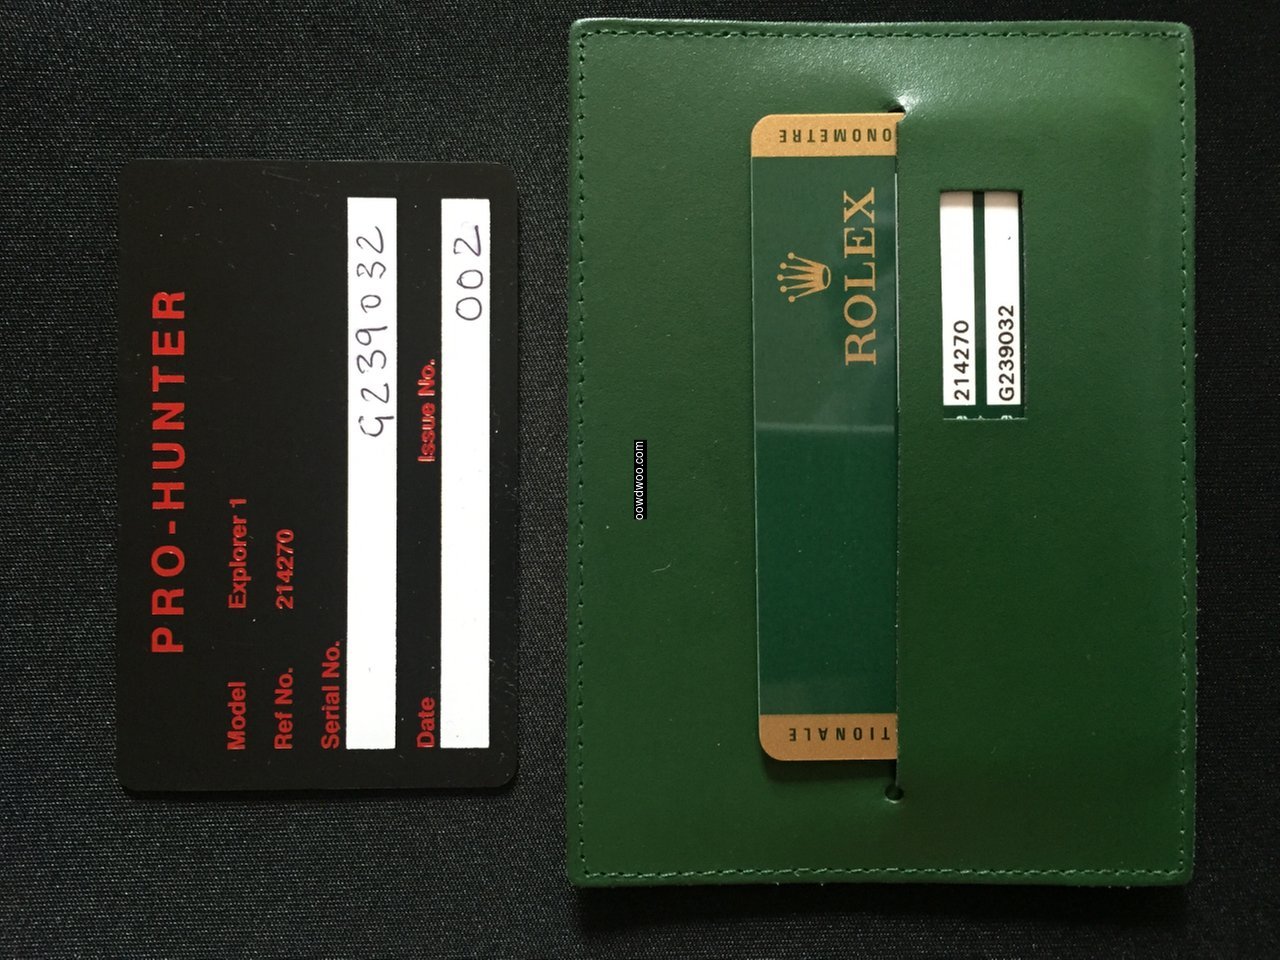 PRO-HUNTER
Model Explorer 1
Ref No. 214270
Serial No.
G239032
Date Issue No.
002
oowdwoo.com
ONOMETRE
ROLEX
TIONALE
214270
G239032